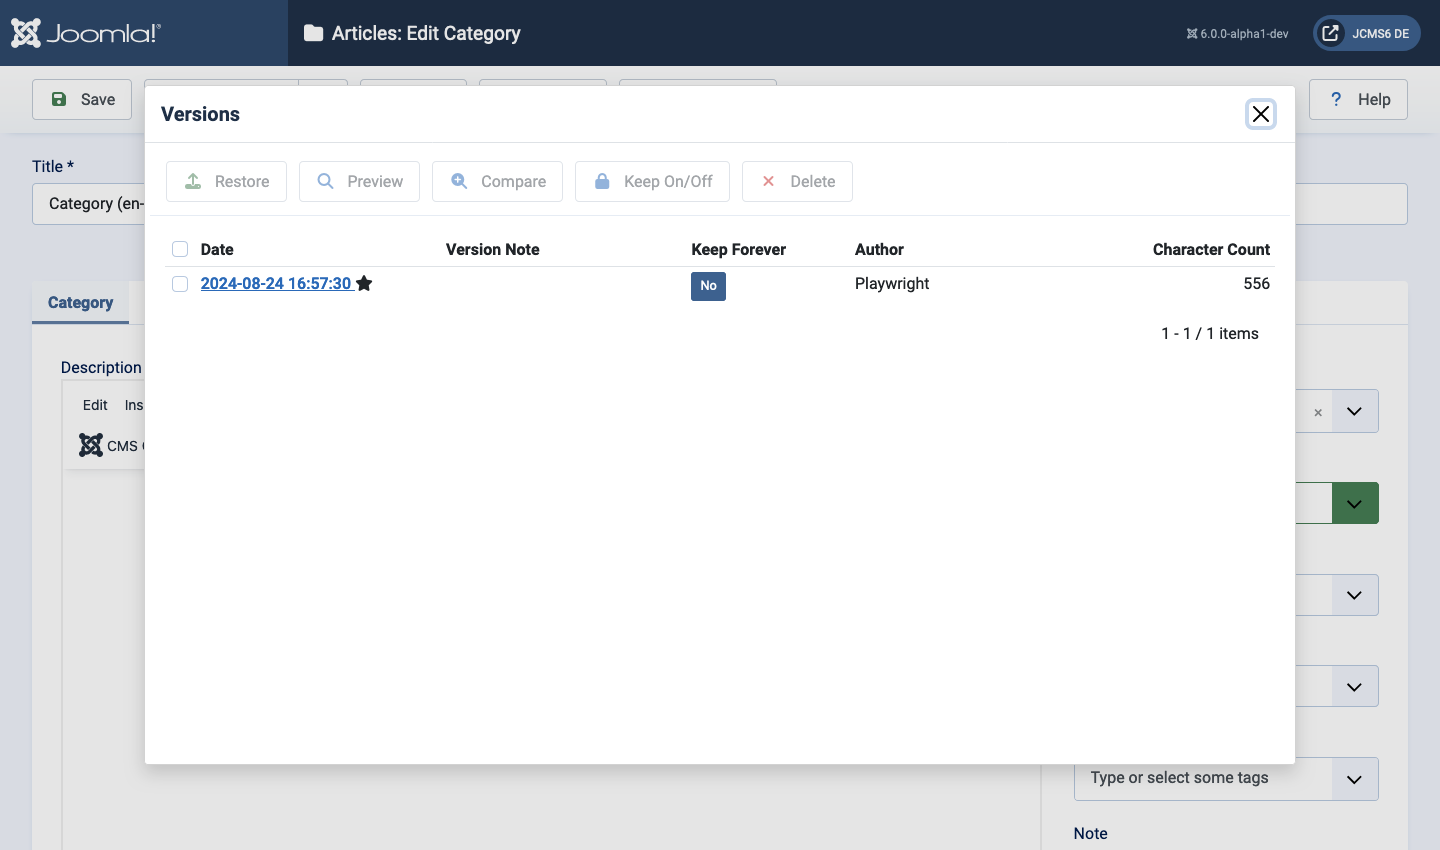 Joomla!®
Articles: Edit Category
6.0.0-alpha1-dev
JCMS6 DE
Save
? Help
Versions
Restore
Preview
Compare
Keep On/Off
Delete
Title *
Category (en-
Date
Version Note
Keep Forever
Author
Character Count
2024-08-24 16:57:30
No
Playwright
556
1 - 1 / 1 items
Category
Description
Edit
Ins
CMS
Type or select some tags
Note